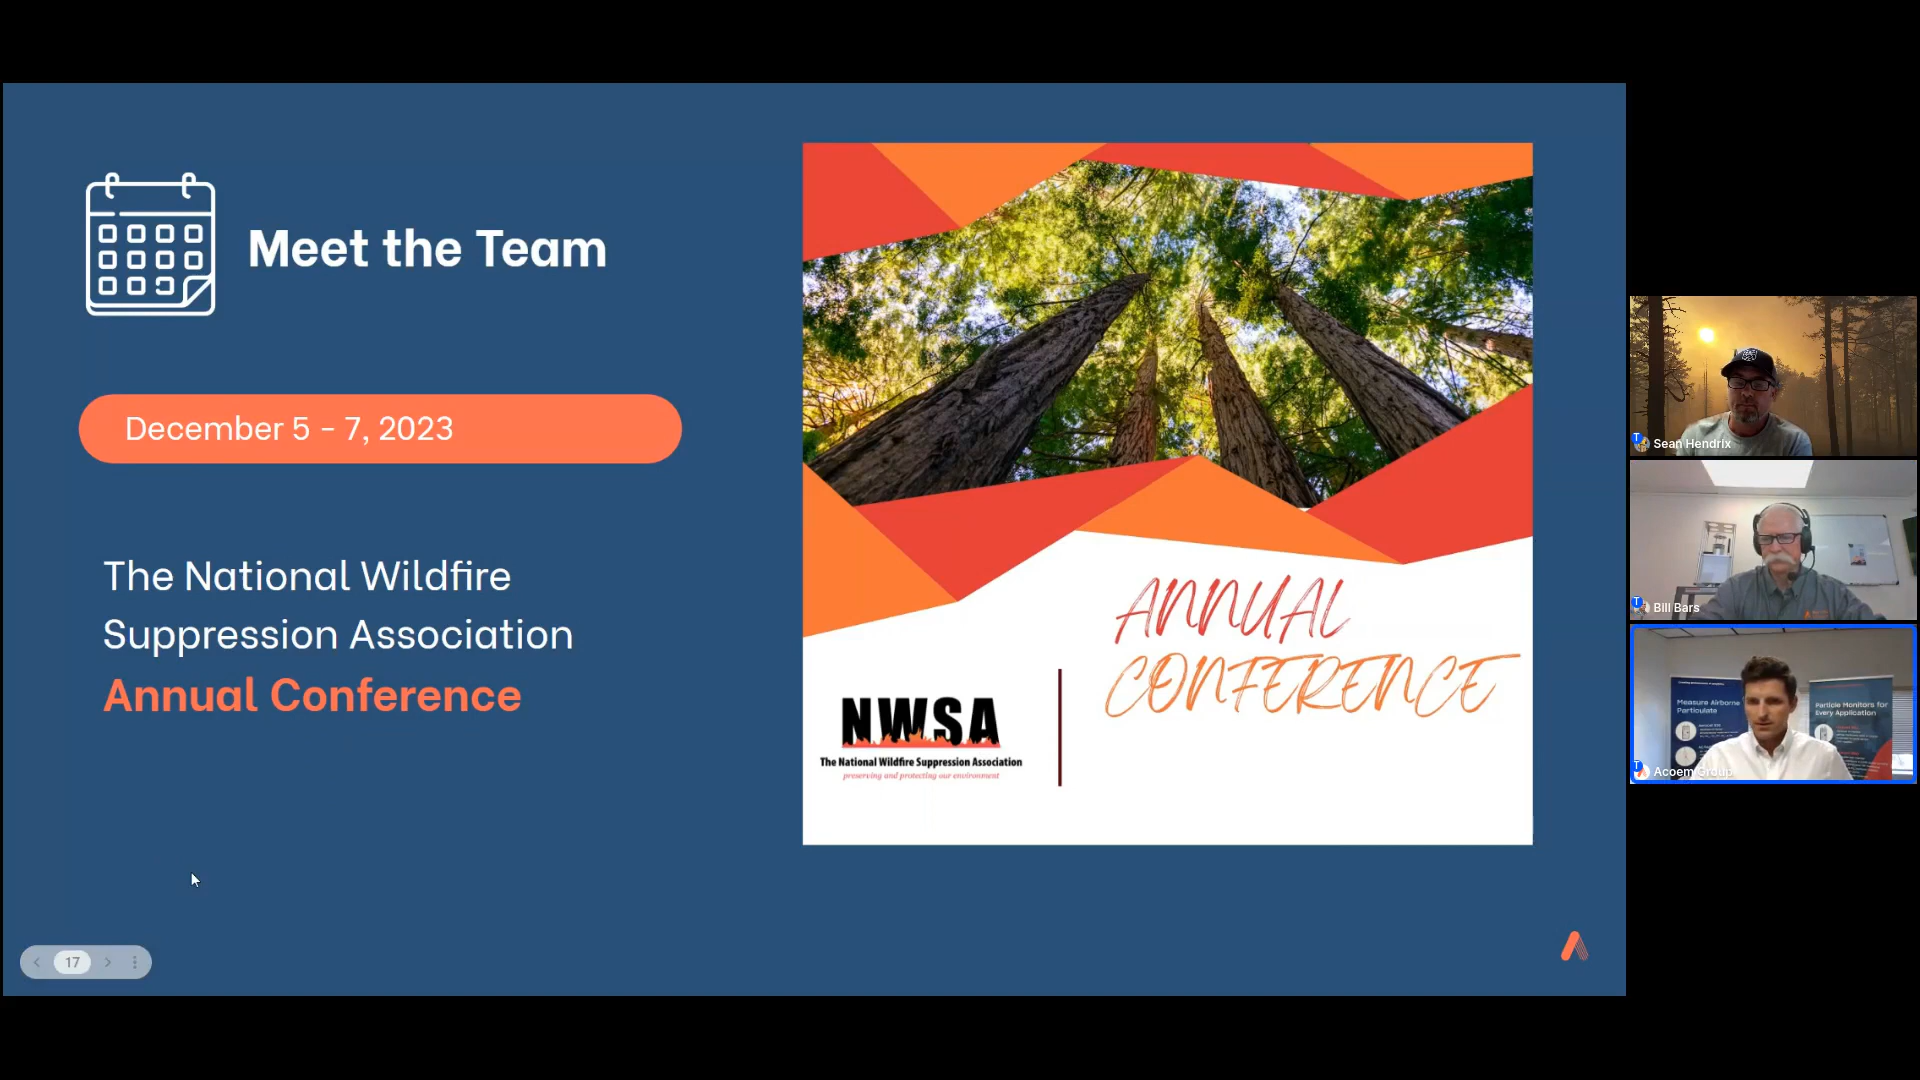 Meet the Team
December 5 - 7, 2023
The National Wildfire
Suppression Association
Annual Conference
ANNUAL
CONFERENCE
NWSA
The National Wildfire Suppression Association
preserving and protecting our environment
17
Sean Hendrix
Bill Bars
Measure Airborne
Particulate
Particle Monitors for
Every Application
Acoem Group